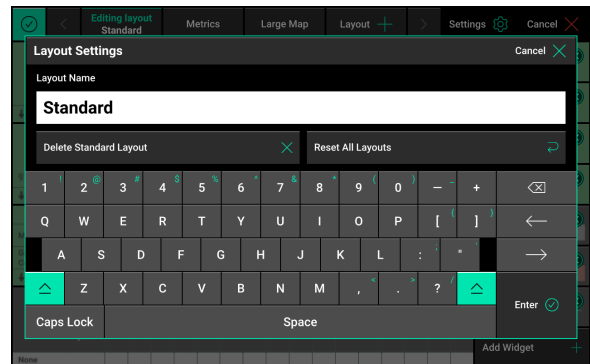 Editing layout
Standard
Metrics
Large Map
Layout
Settings
Cancel
Layout Settings
Cancel
Layout Name
Standard
Delete Standard Layout
Reset All Layouts
1 ! 2 @ 3 # 4 $ 5 % 6 ^ 7 & 8 * 9 ( 0 ) — _ +
Q W E R T Y U I O P [ { ] }
A S D F G H J K L : ; " '
Z X C V B N M , < . > ? /
Enter
Caps Lock
Space
Add Widget
None